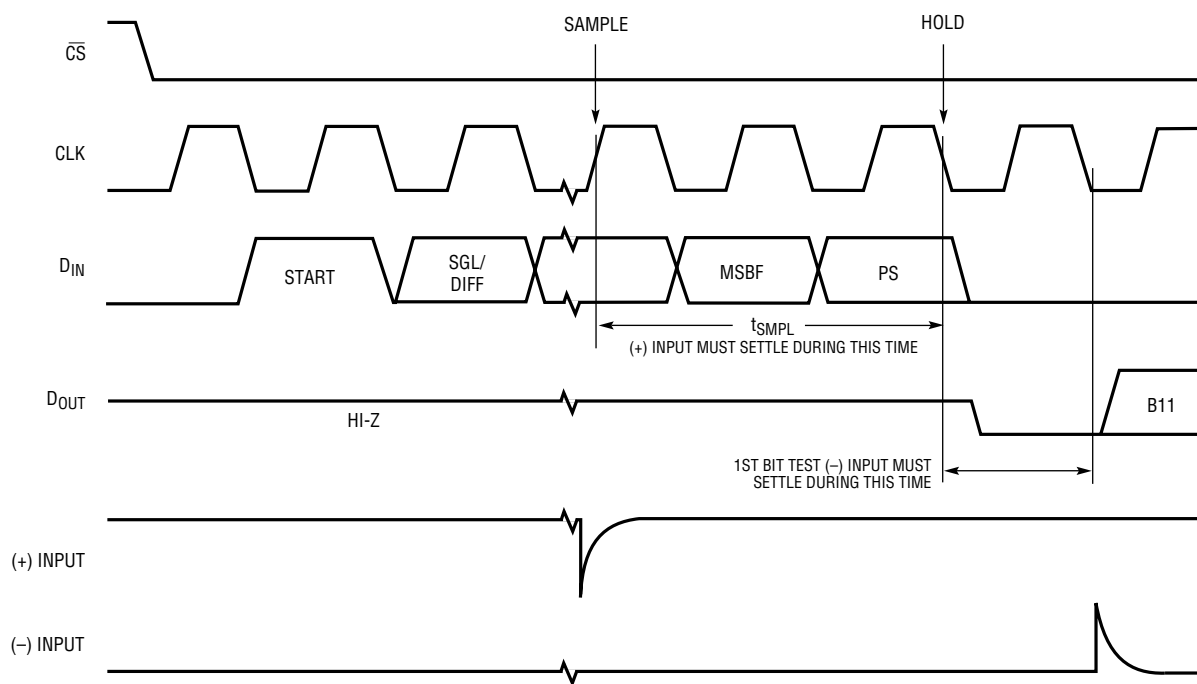 SAMPLE
HOLD
C̅S̅
CLK
DIN
START
SGL/
DIFF
MSBF
PS
tSMPL
(+) INPUT MUST SETTLE DURING THIS TIME
DOUT
HI-Z
B11
1ST BIT TEST (–) INPUT MUST
SETTLE DURING THIS TIME
(+) INPUT
(–) INPUT